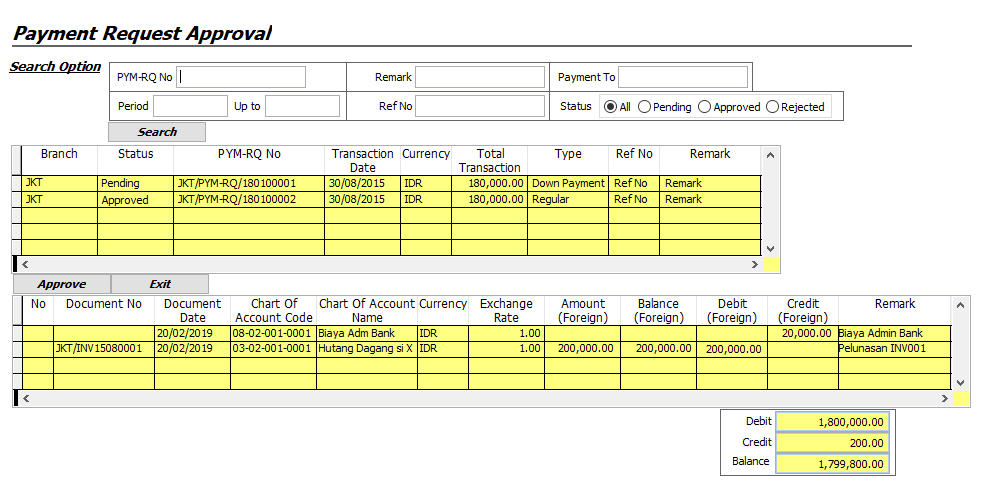 Payment Request Approval
Search Option
PYM-RQ No Remark Payment To
Period Up to Ref No Status All Pending Approved Rejected
Search
Branch Status PYM-RQ No Transaction Date Currency Total Transaction Type Ref No Remark
JKT Pending JKT/PYM-RQ/180100001 30/08/2015 IDR 180,000.00 Down Payment Ref No Remark
JKT Approved JKT/PYM-RQ/180100002 30/08/2015 IDR 180,000.00 Regular Ref No Remark
Approve Exit
No Document No Document Date Chart Of Account Code Chart Of Account Name Currency Exchange Rate Amount (Foreign) Balance (Foreign) Debit (Foreign) Credit (Foreign) Remark
20/02/2019 08-02-001-0001 Biaya Adm Bank IDR 1.00 20,000.00 Biaya Admin Bank
JKT/INV15080001 20/02/2019 03-02-001-0001 Hutang Dagang si X IDR 1.00 200,000.00 200,000.00 200,000.00 Pelunasan INV001
Debit 1,800,000.00
Credit 200.00
Balance 1,799,800.00